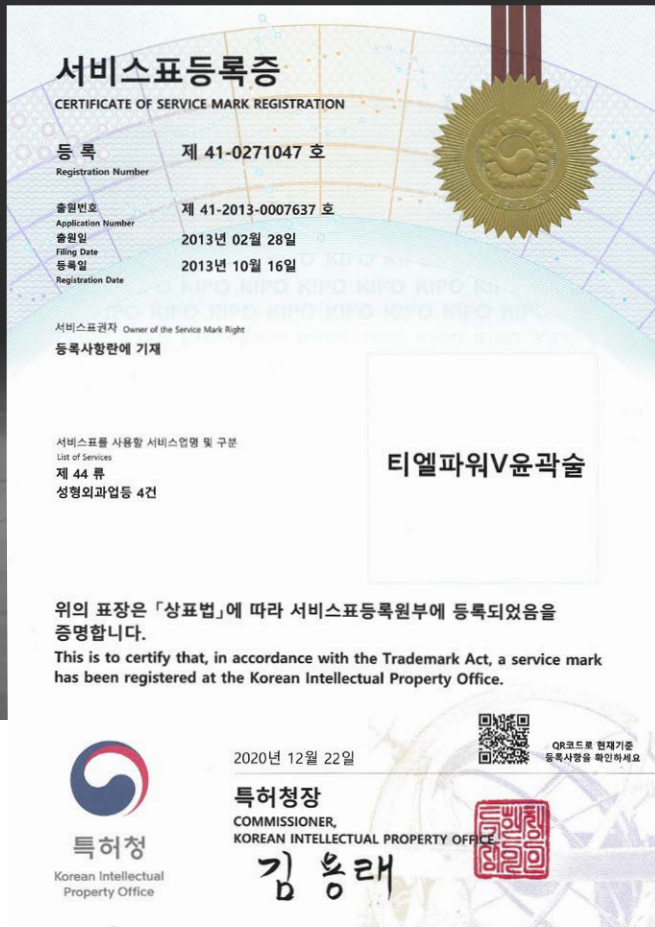 서비스표등록증
CERTIFICATE OF SERVICE MARK REGISTRATION
등 록 제 41-0271047 호
Registration Number
출원번호 제 41-2013-0007637 호
Application Number
출원일 2013년 02월 28일
Filing Date
등록일 2013년 10월 16일
Registration Date
서비스표권자 Owner of the Service Mark Right
등록사항란에 기재
서비스표를 사용할 서비스업명 및 구분
List of Services
제 44 류
성형외과업등 4건
티엘파워V윤곽술
위의 표장은 「상표법」에 따라 서비스표등록원부에 등록되었음을
증명합니다.
This is to certify that, in accordance with the Trademark Act, a service mark
has been registered at the Korean Intellectual Property Office.
2020년 12월 22일
QR코드로 현재기준
등록사항을 확인하세요
특허청장
COMMISSIONER,
KOREAN INTELLECTUAL PROPERTY OFFICE
김용래
특허청
Korean Intellectual
Property Office